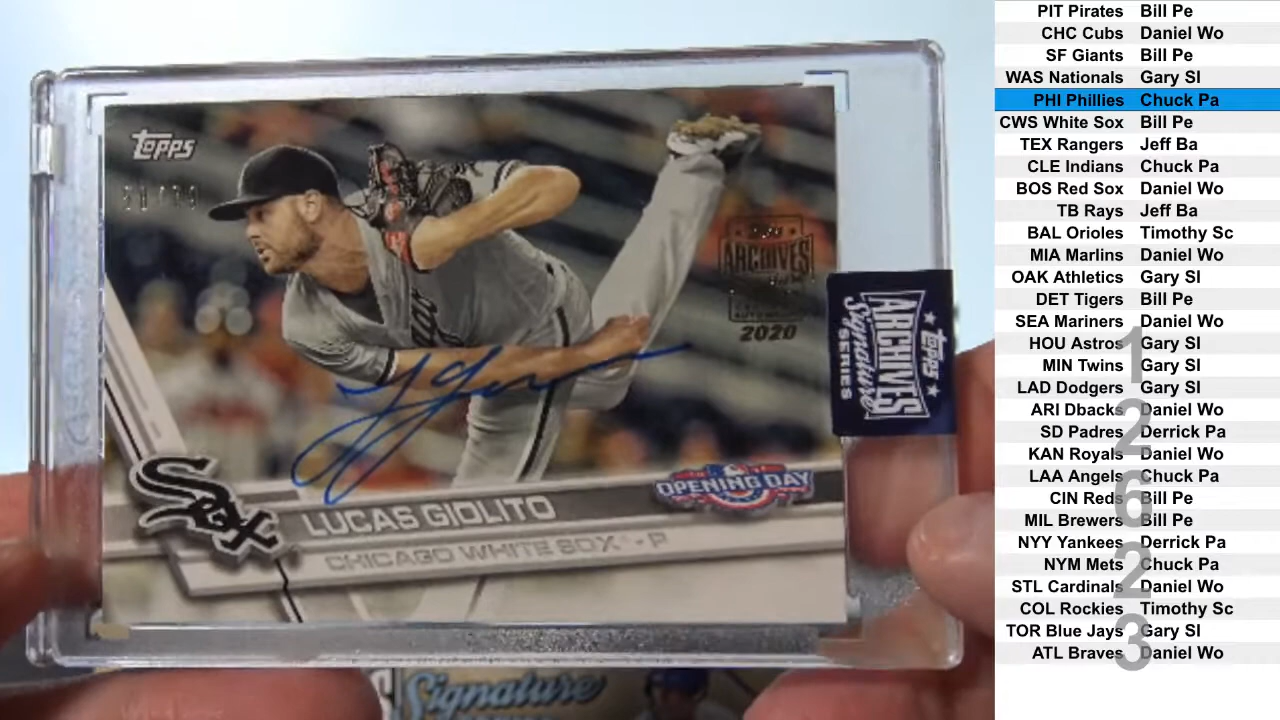 Topps
ARCHIVES
2020
Topps
ARCHIVES
Signature
SERIES
Sox
OPENING DAY
LUCAS GIOLITO
CHICAGO WHITE SOX - P
Signature
PIT Pirates Bill Pe
CHC Cubs Daniel Wo
SF Giants Bill Pe
WAS Nationals Gary Sl
PHI Phillies Chuck Pa
CWS White Sox Bill Pe
TEX Rangers Jeff Ba
CLE Indians Chuck Pa
BOS Red Sox Daniel Wo
TB Rays Jeff Ba
BAL Orioles Timothy Sc
MIA Marlins Daniel Wo
OAK Athletics Gary Sl
DET Tigers Bill Pe
SEA Mariners Daniel Wo
HOU Astros Gary Sl
MIN Twins Gary Sl
LAD Dodgers Gary Sl
ARI Dbacks Daniel Wo
SD Padres Derrick Pa
KAN Royals Daniel Wo
LAA Angels Chuck Pa
CIN Reds Bill Pe
MIL Brewers Bill Pe
NYY Yankees Derrick Pa
NYM Mets Chuck Pa
STL Cardinals Daniel Wo
COL Rockies Timothy Sc
TOR Blue Jays Gary Sl
ATL Braves Daniel Wo
1
2
6
2
3